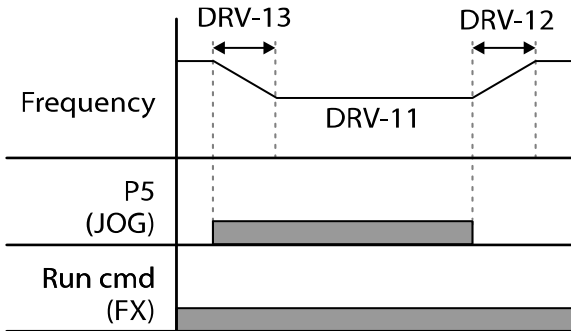 DRV-13
DRV-12
Frequency
DRV-11
P5
(JOG)
Run cmd
(FX)